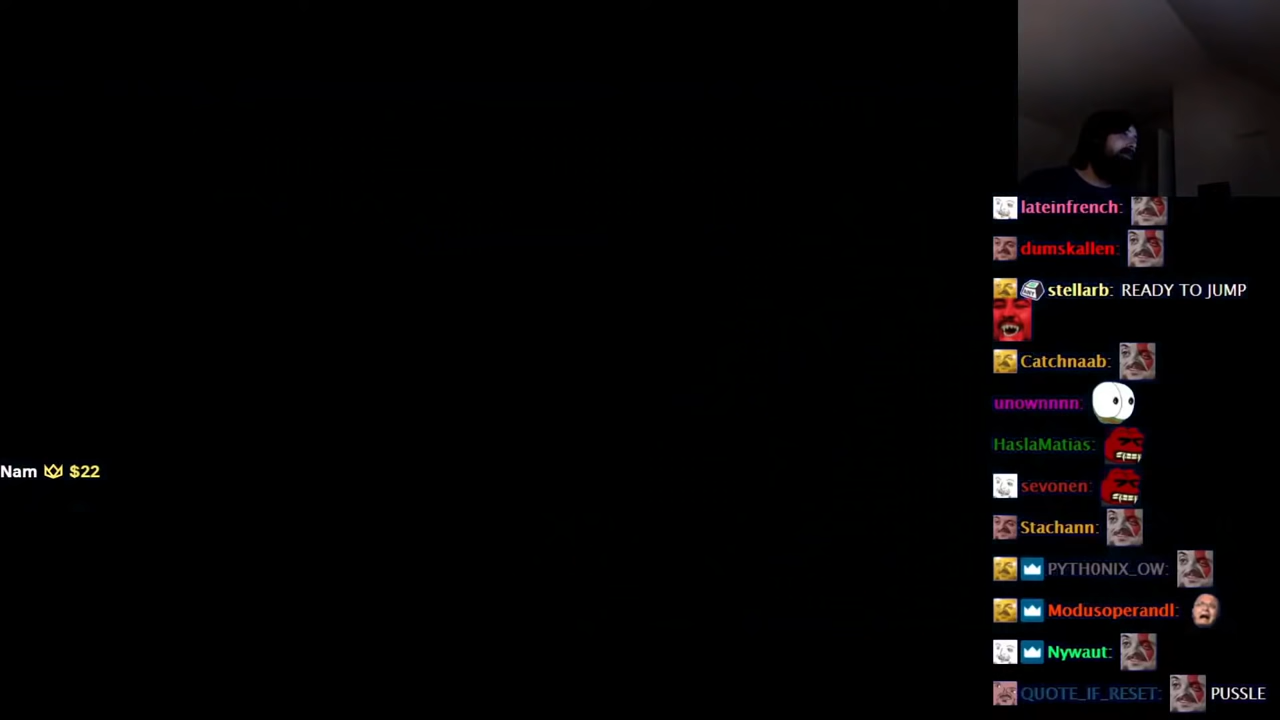 lateinfrench:
dumskallen:
stellarb: READY TO JUMP
Catchnaab:
unownnnn:
HaslaMatias:
Nam $22
sevonen:
Stachann:
PYTH0NIX_OW:
Modusoperandl:
Nywaut:
QUOTE_IF_RESET: PUSSLE